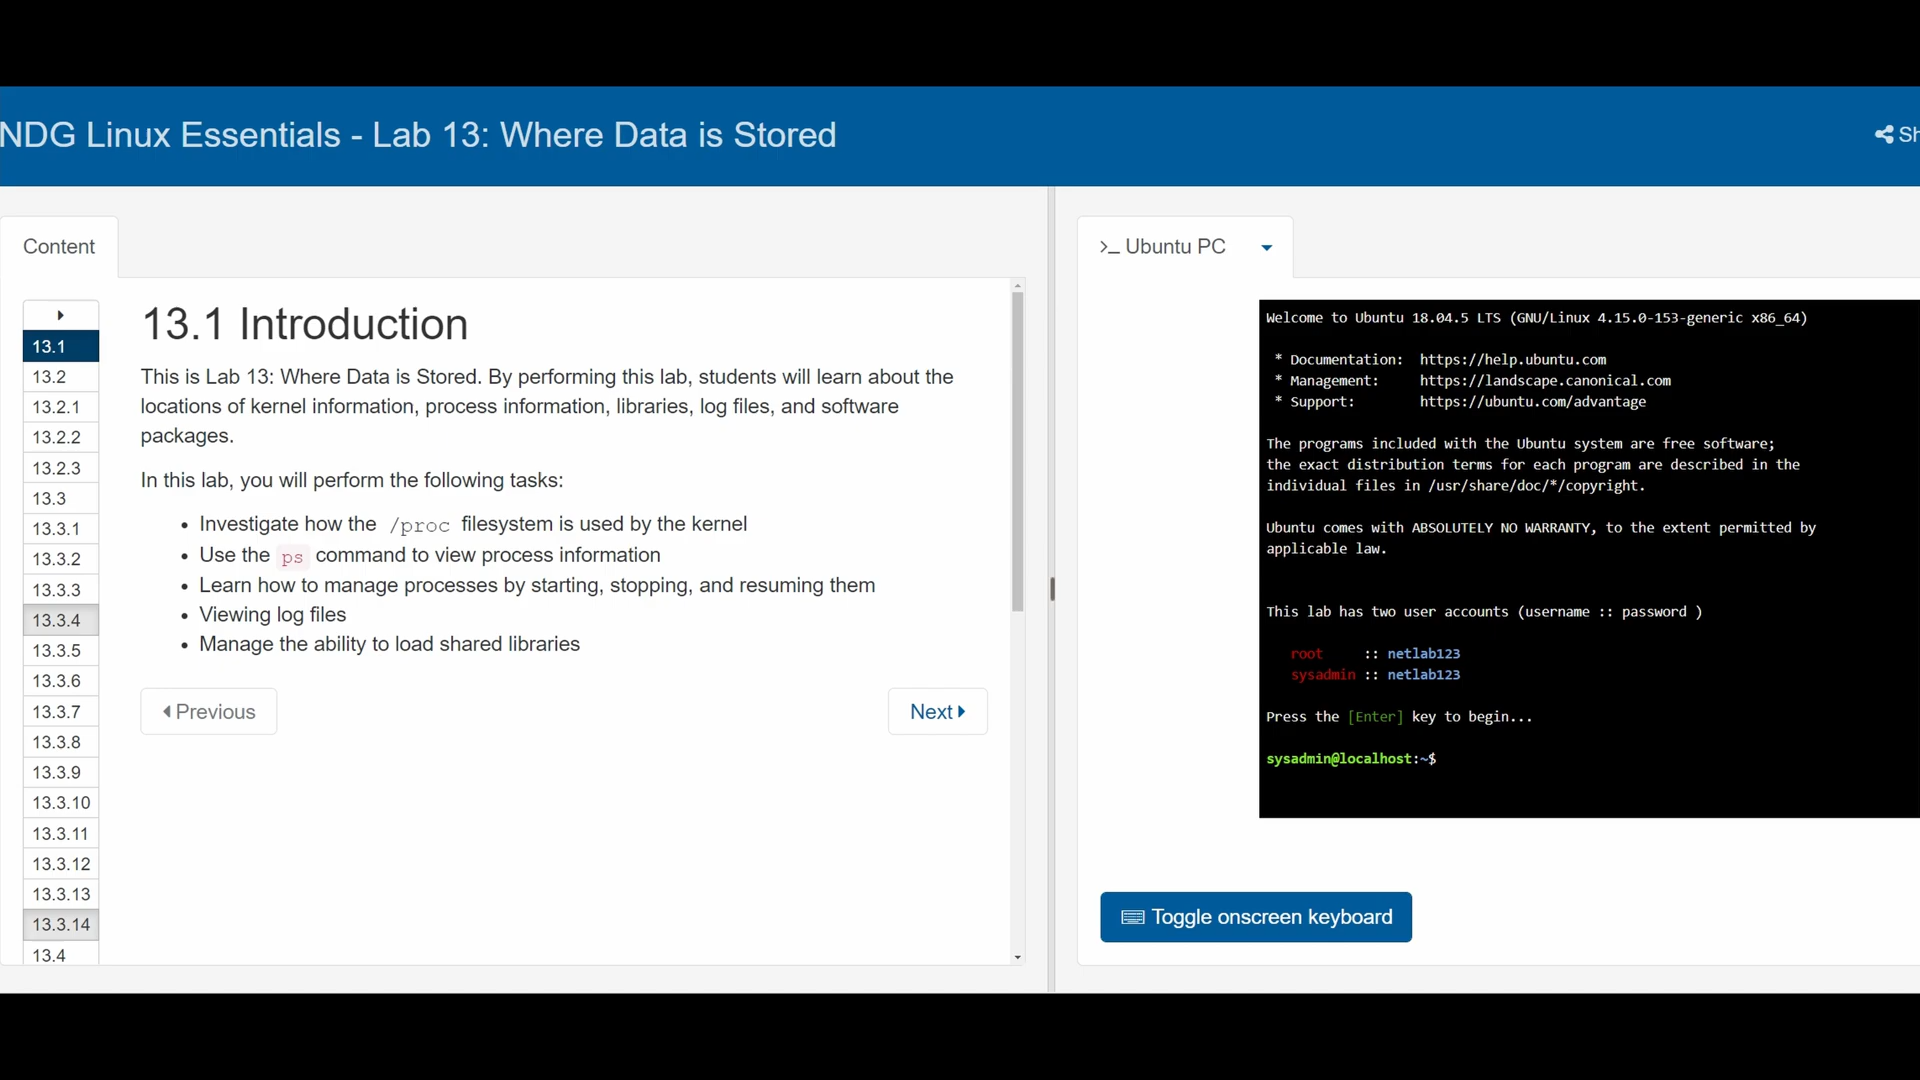 NDG Linux Essentials - Lab 13: Where Data is Stored
Sh
Content
13.1
13.2
13.2.1
13.2.2
13.2.3
13.3
13.3.1
13.3.2
13.3.3
13.3.4
13.3.5
13.3.6
13.3.7
13.3.8
13.3.9
13.3.10
13.3.11
13.3.12
13.3.13
13.3.14
13.4
13.1 Introduction
This is Lab 13: Where Data is Stored. By performing this lab, students will learn about the
locations of kernel information, process information, libraries, log files, and software
packages.
In this lab, you will perform the following tasks:
• Investigate how the /proc filesystem is used by the kernel
• Use the ps command to view process information
• Learn how to manage processes by starting, stopping, and resuming them
• Viewing log files
• Manage the ability to load shared libraries
Previous
Next
>_ Ubuntu PC
Welcome to Ubuntu 18.04.5 LTS (GNU/Linux 4.15.0-153-generic x86_64)
* Documentation: https://help.ubuntu.com
* Management: https://landscape.canonical.com
* Support: https://ubuntu.com/advantage
The programs included with the Ubuntu system are free software;
the exact distribution terms for each program are described in the
individual files in /usr/share/doc/*/copyright.
Ubuntu comes with ABSOLUTELY NO WARRANTY, to the extent permitted by
applicable law.
This lab has two user accounts (username :: password )
root :: netlab123
sysadmin :: netlab123
Press the [Enter] key to begin...
sysadmin@localhost:~$
Toggle onscreen keyboard